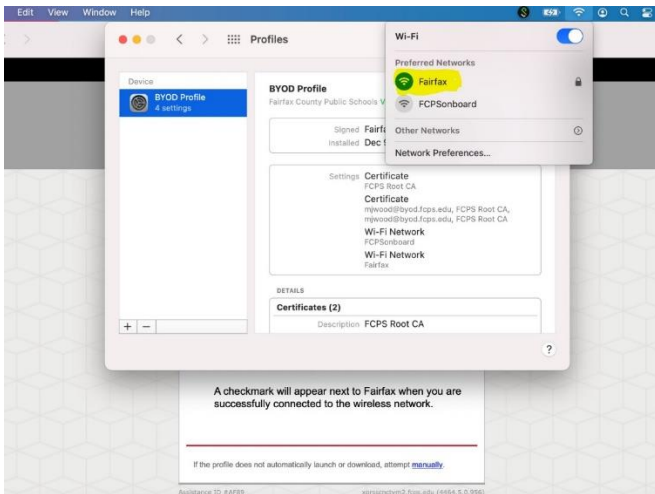 Edit View Window Help
Profiles
Wi-Fi
Preferred Networks
Fairfax
FCPSonboard
Other Networks
Network Preferences...
Device
BYOD Profile
4 settings
BYOD Profile
Fairfax County Public Schools
Signed
Installed Dec
Settings Certificate
FCPS Root CA
Certificate
mjwood@byod.fcps.edu, FCPS Root CA,
mjwood@byod.fcps.edu, FCPS Root CA
Wi-Fi Network
FCPSonboard
Wi-Fi Network
Fairfax
DETAILS
Certificates (2)
Description FCPS Root CA
+ −
?
A checkmark will appear next to Fairfax when you are
successfully connected to the wireless network.
If the profile does not automatically launch or download, attempt manually.